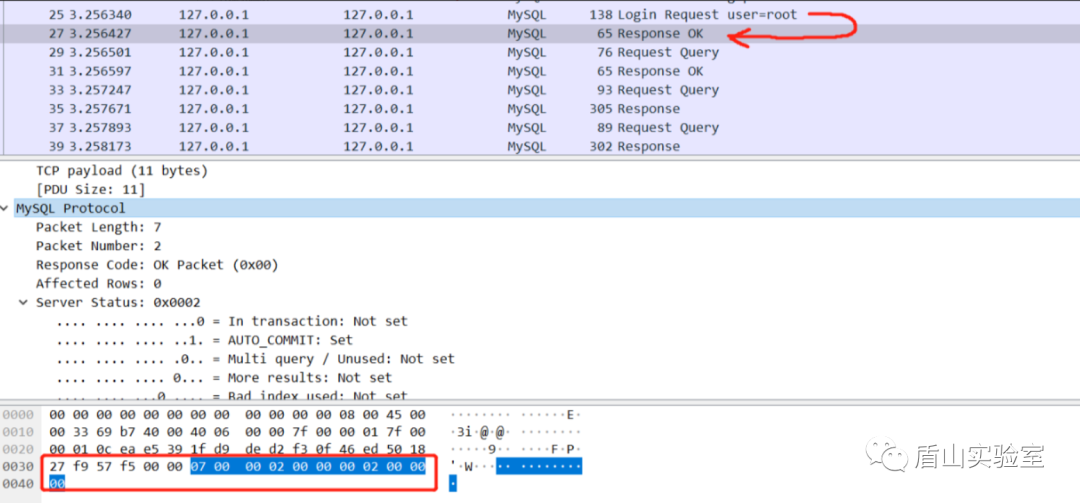 25 3.256340 127.0.0.1 127.0.0.1 MySQL 138 Login Request user=root
27 3.256427 127.0.0.1 127.0.0.1 MySQL 65 Response OK
29 3.256501 127.0.0.1 127.0.0.1 MySQL 76 Request Query
31 3.256597 127.0.0.1 127.0.0.1 MySQL 65 Response OK
33 3.257247 127.0.0.1 127.0.0.1 MySQL 93 Request Query
35 3.257671 127.0.0.1 127.0.0.1 MySQL 305 Response
37 3.257893 127.0.0.1 127.0.0.1 MySQL 89 Request Query
39 3.258173 127.0.0.1 127.0.0.1 MySQL 302 Response
TCP payload (11 bytes)
[PDU Size: 11]
MySQL Protocol
Packet Length: 7
Packet Number: 2
Response Code: OK Packet (0x00)
Affected Rows: 0
Server Status: 0x0002
.... .... .... ...0 = In transaction: Not set
.... .... .... ..1. = AUTO_COMMIT: Set
.... .... .... .0.. = Multi query / Unused: Not set
.... .... .... 0... = More results: Not set
.... .... ...0 .... = Bad index used: Not set
0000 00 00 00 00 00 00 00 00 00 00 00 00 08 00 45 00 ········ ······E·
0010 00 33 69 b7 40 00 40 06 00 00 7f 00 00 01 7f 00 ·3i·@·@· ········
0020 00 01 0c ea e5 39 1f d9 de d2 f3 0f 46 ed 50 18 ·····9·· ····F·P·
0030 27 f9 57 f5 00 00 07 00 00 02 00 00 00 02 00 00 '·W····· ········
0040 00 ·
盾山实验室